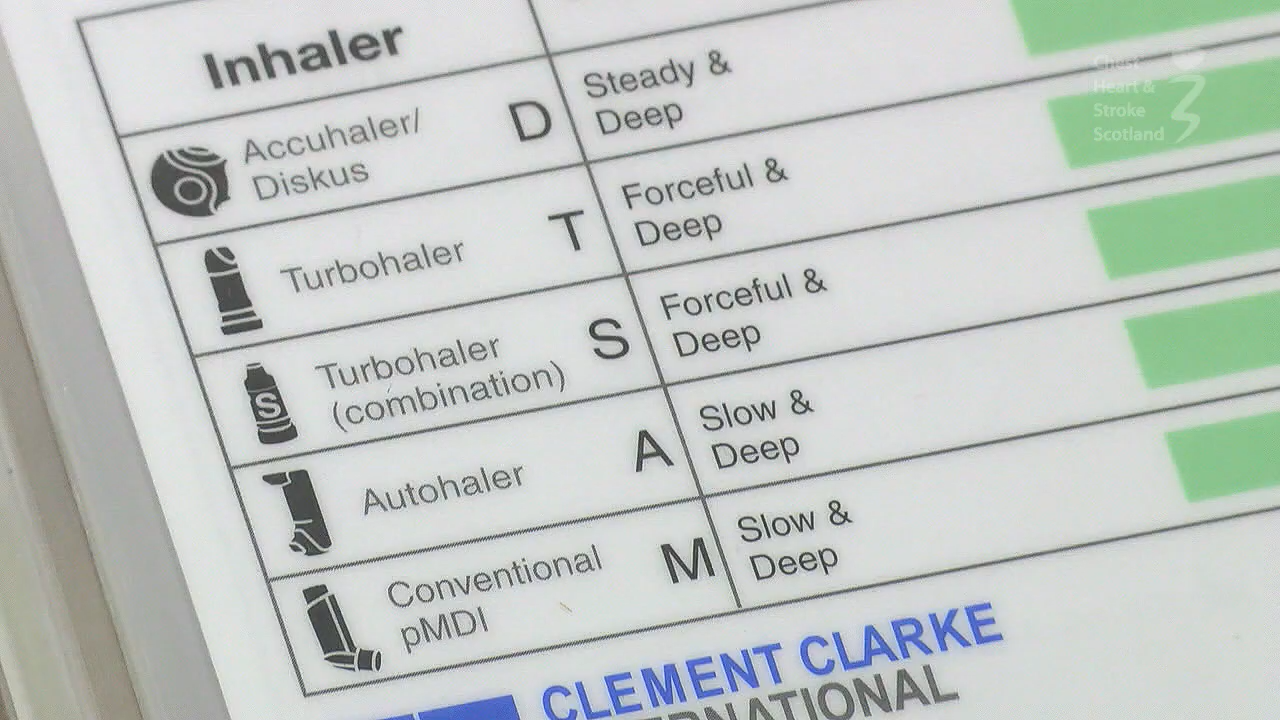 Inhaler
Accuhaler/
Diskus
D
Steady &
Deep
Turbohaler
T
Forceful &
Deep
Turbohaler
(combination)
S
Forceful &
Deep
S
Autohaler
A
Slow &
Deep
Conventional
pMDI
M
Slow &
Deep
CLEMENT CLARKE
Chest
Heart &
Stroke
Scotland